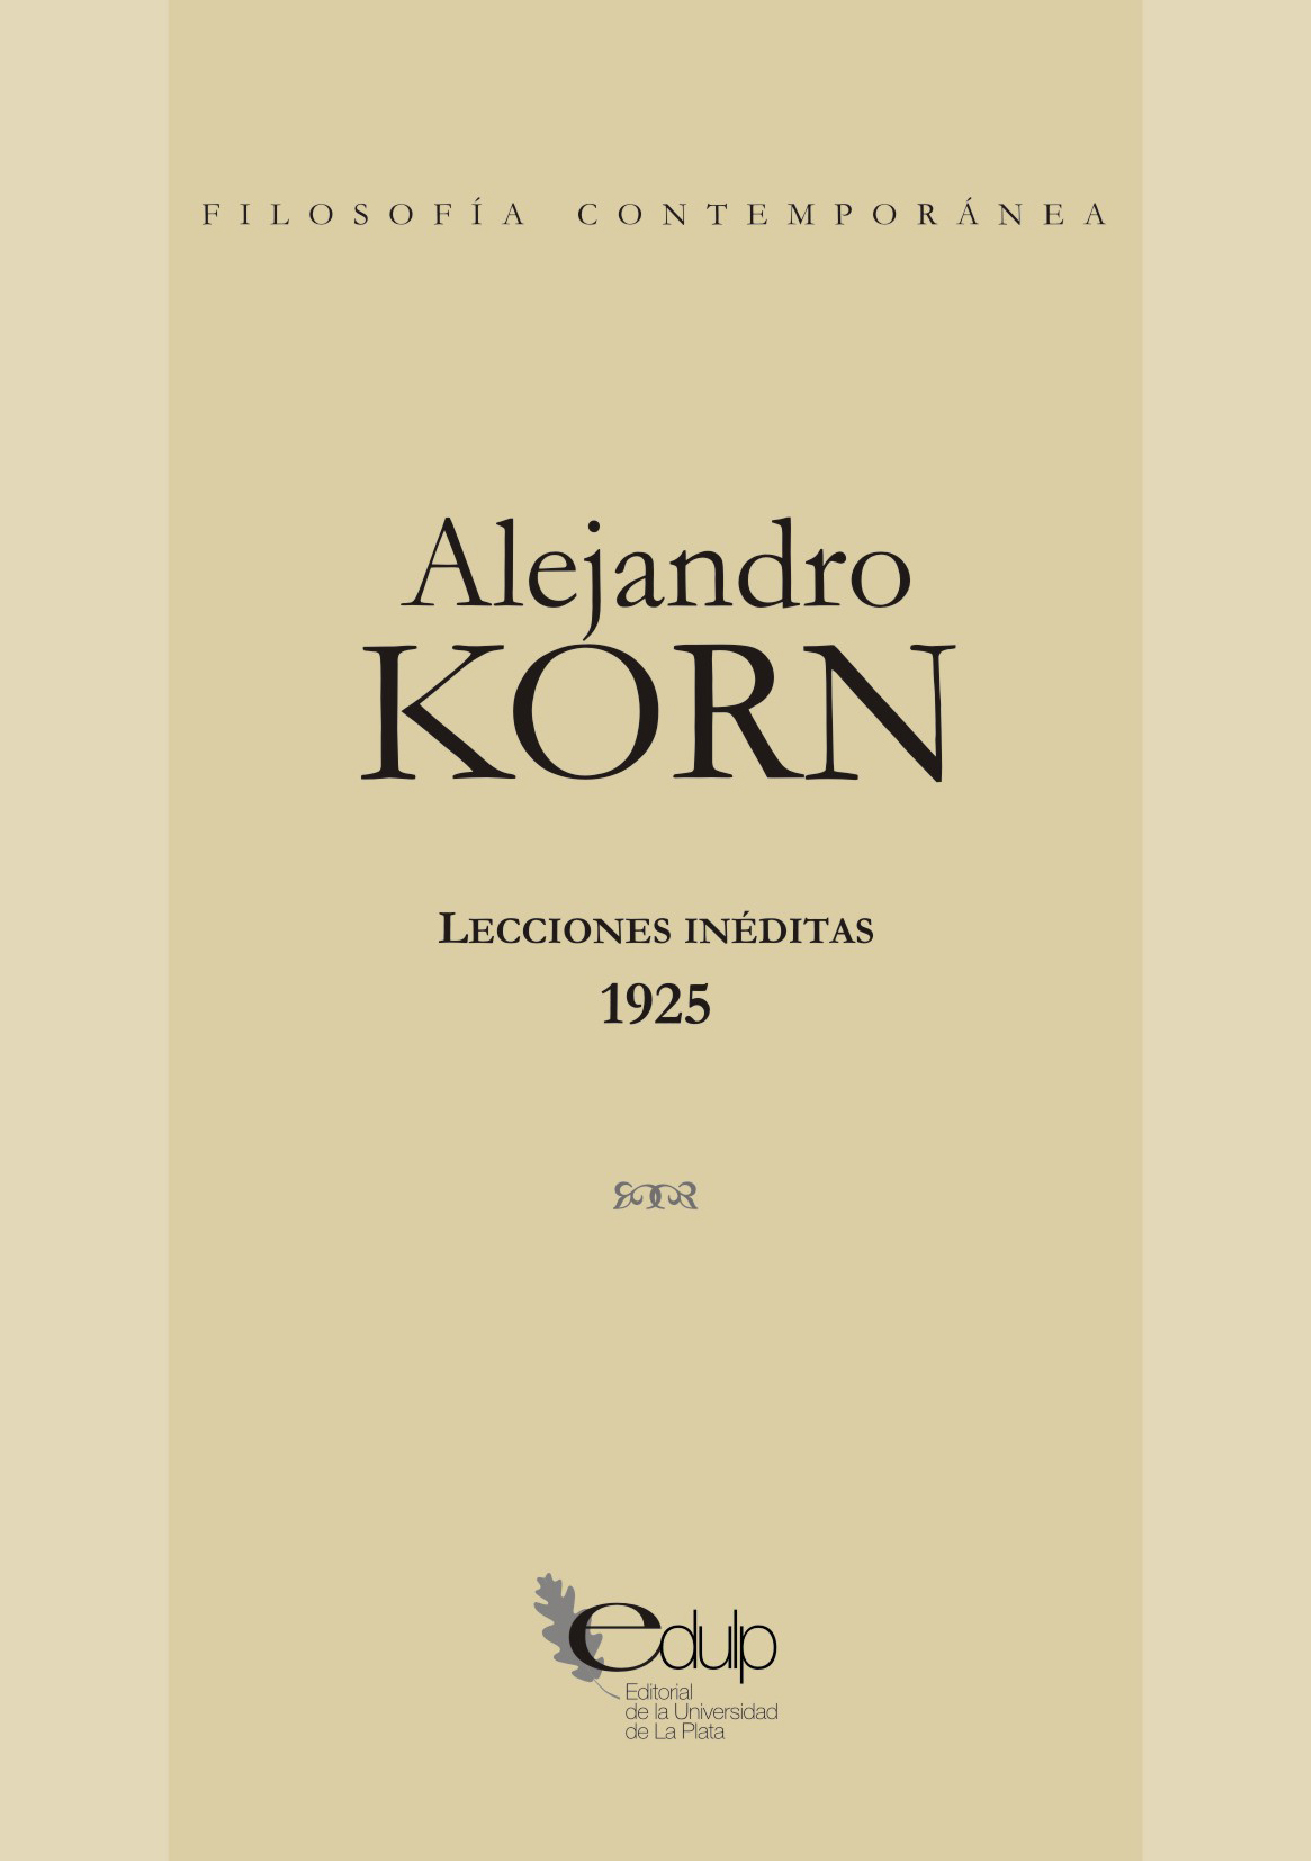 FILOSOFÍA CONTEMPORÁNEA
Alejandro
KORN
LECCIONES INÉDITAS
1925
edulp
Editorial
de la Universidad
de La Plata